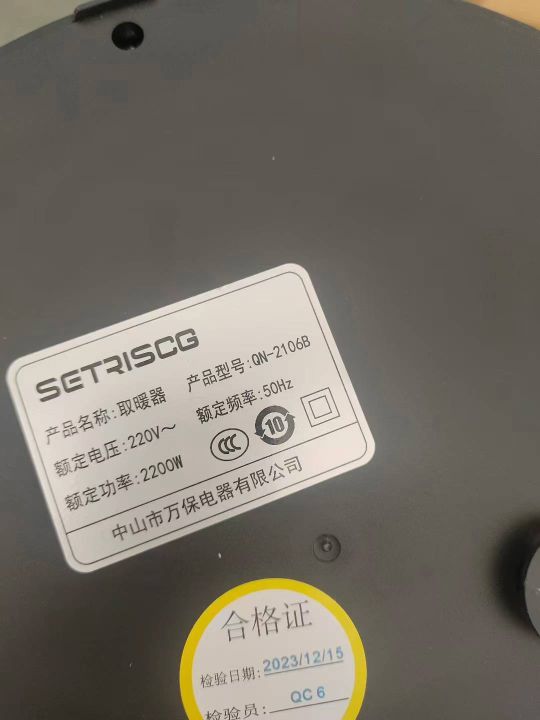 SETRISCG
产品名称:取暖器 产品型号:QN-2106B
额定电压:220V～ 额定频率:50Hz
额定功率:2200W
CCC 10
中山市万保电器有限公司
合格证
检验日期:2023/12/15
检验员:QC 6